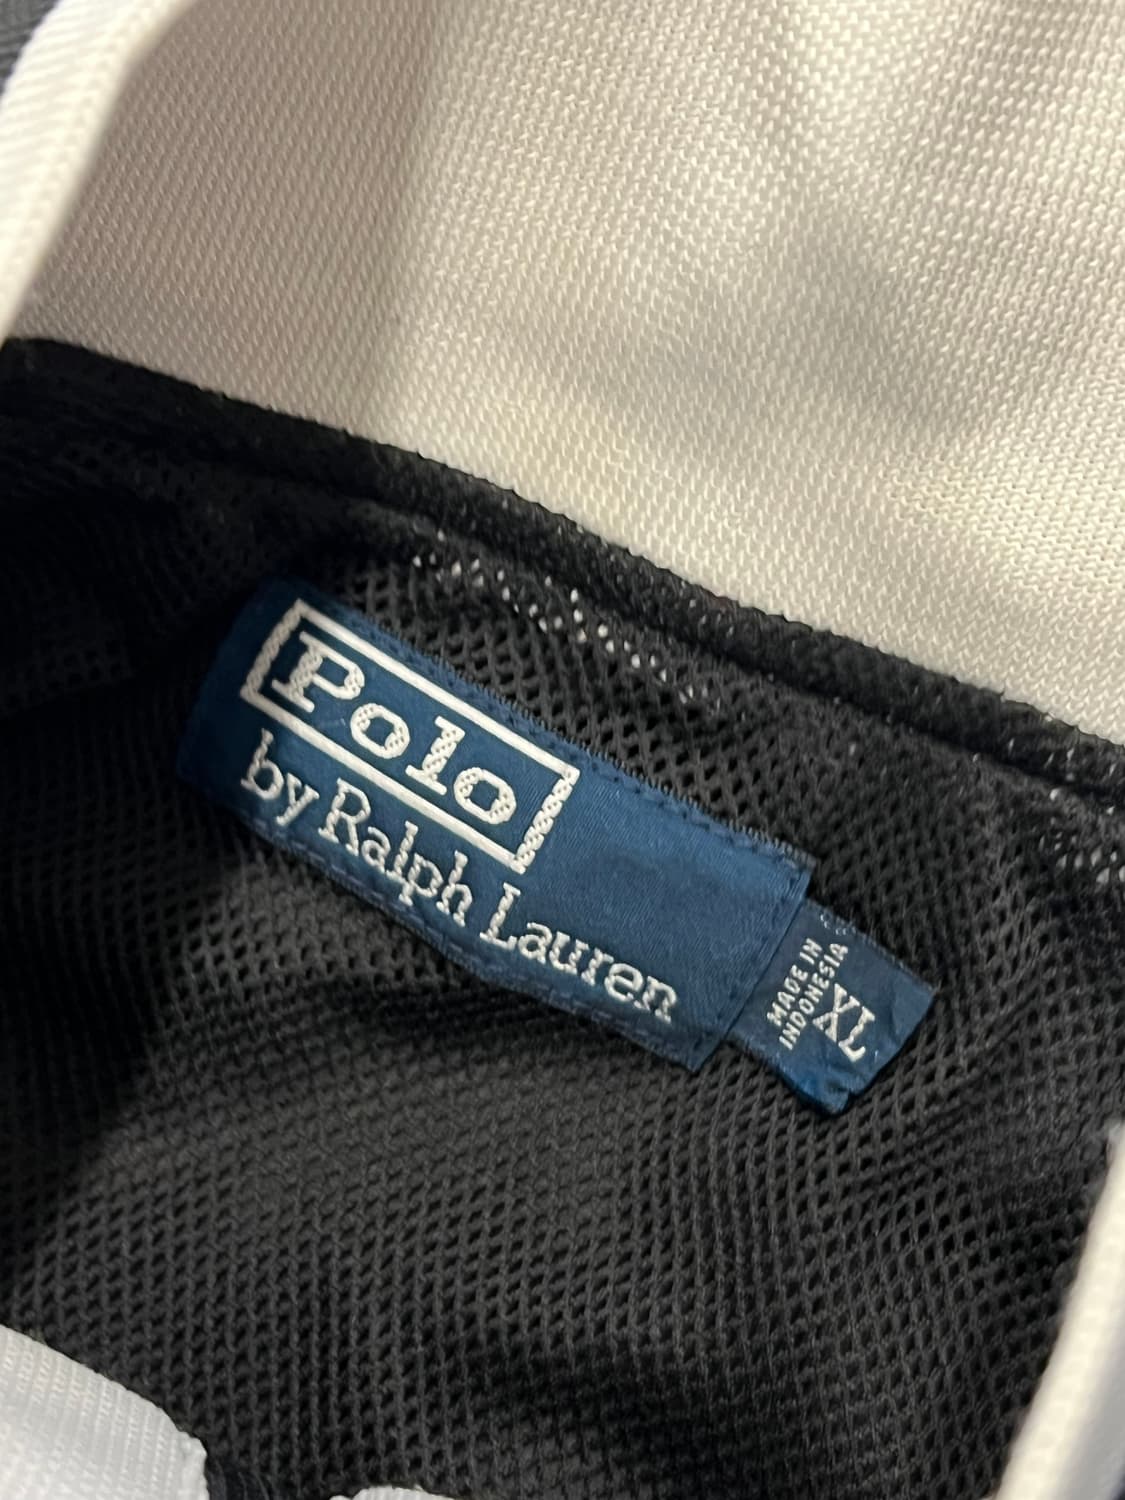 Polo
by Ralph Lauren
MADE IN
INDONESIA
XL